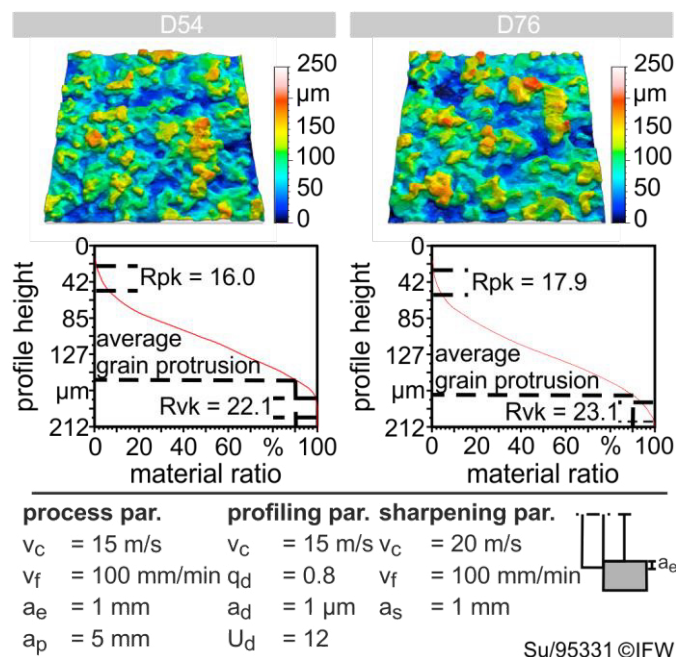 D54 D76
250 250
µm µm
150 150
100 100
50 50
0 0
0 0
42 Rpk = 16.0 42 Rpk = 17.9
85 85
profile height profile height
127 average 127 average
grain protrusion grain protrusion
µm µm
Rvk = 22.1 Rvk = 23.1
212 212
0 20 40 60 % 100 0 20 40 60 % 100
material ratio material ratio
process par. profiling par. sharpening par.
vc = 15 m/s vc = 15 m/s vc = 20 m/s
vf = 100 mm/min qd = 0.8 vf = 100 mm/min ae
ae = 1 mm ad = 1 µm as = 1 mm
ap = 5 mm Ud = 12
Su/95331 ©IFW